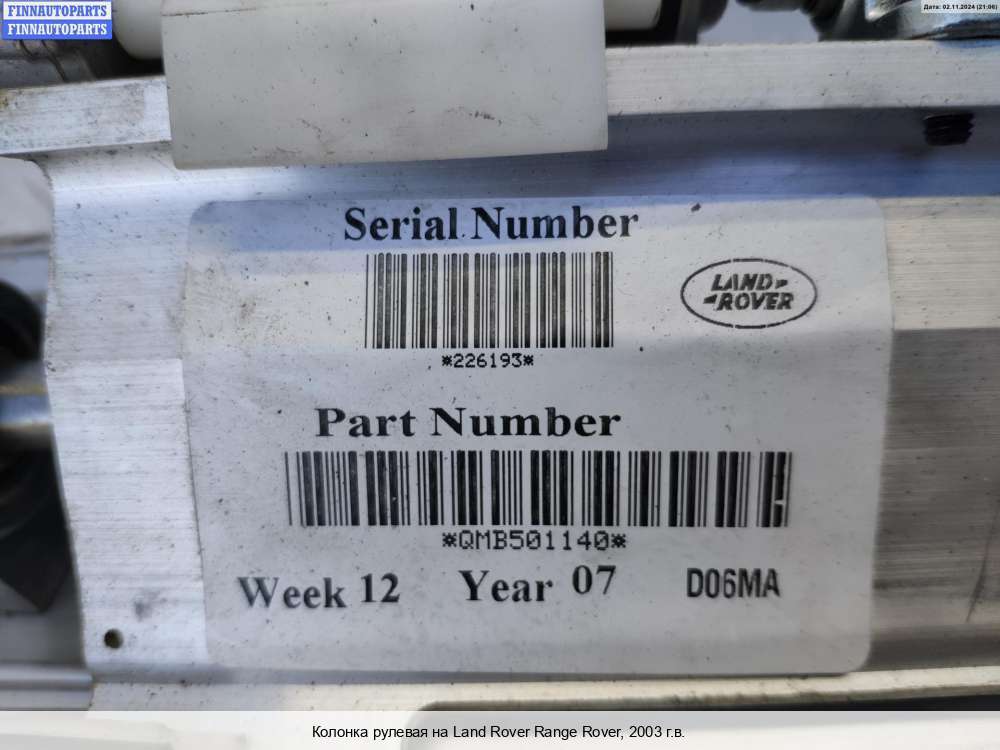 FINNAUTOPARTS
FINNAUTOPARTS
Дата: 02.11.2024 (21:06)
Serial Number
*226193*
LAND
ROVER
Part Number
*QMB501140*
Week 12 Year 07 D06MA
Колонка рулевая на Land Rover Range Rover, 2003 г.в.